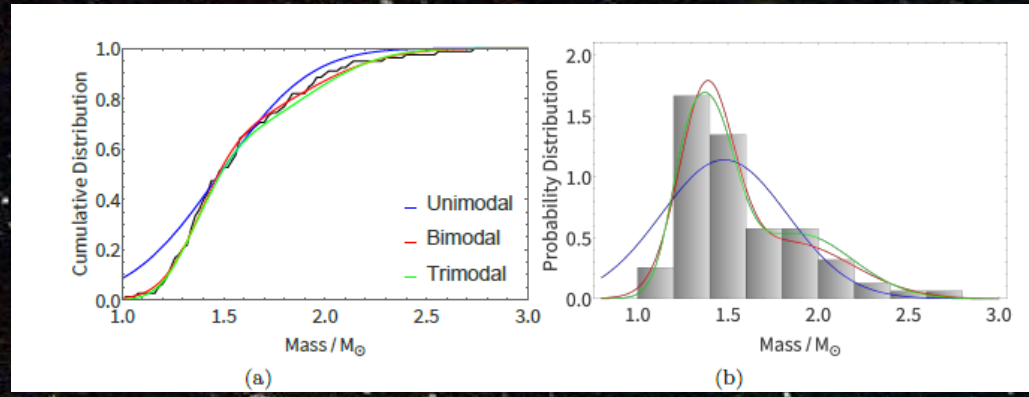 Cumulative Distribution
1.0
0.8
0.6
0.4
0.2
0.0
1.0 1.5 2.0 2.5 3.0
Mass / M⊙
Unimodal
Bimodal
Trimodal
(a)
Probability Distribution
2.0
1.5
1.0
0.5
0.0
1.0 1.5 2.0 2.5 3.0
Mass / M⊙
(b)